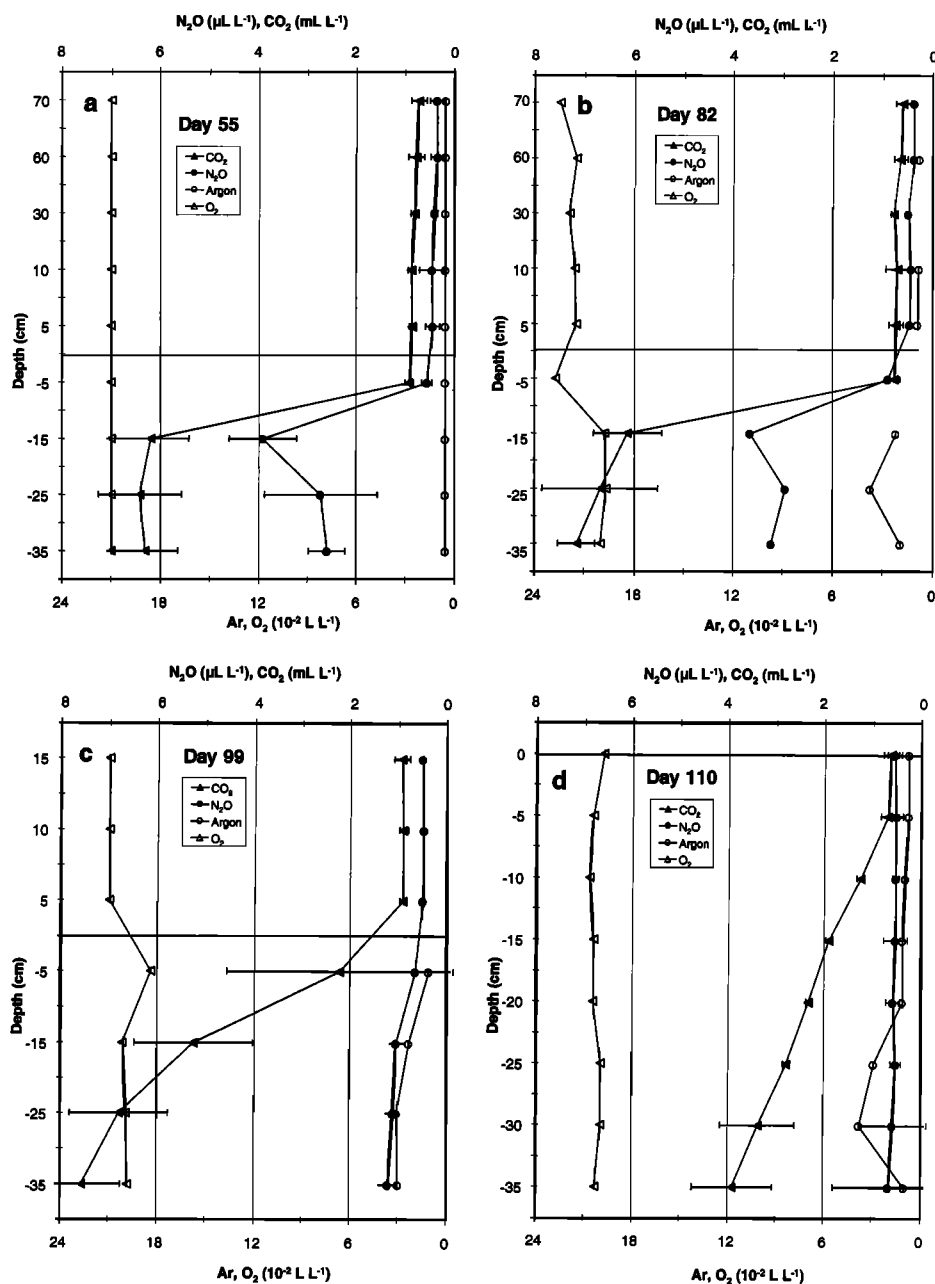 N₂O (µL L⁻¹), CO₂ (mL L⁻¹)
8 6 4 2 0
a
Day 55
CO₂
N₂O
Argon
O₂
Depth (cm)
70
60
30
10
5
-5
-15
-25
-35
24 18 12 6 0
Ar, O₂ (10⁻² L L⁻¹)
N₂O (µL L⁻¹), CO₂ (mL L⁻¹)
8 6 4 2 0
b
Day 82
CO₂
N₂O
Argon
O₂
Depth (cm)
70
60
30
10
5
-5
-15
-25
-35
24 18 12 6 0
Ar, O₂ (10⁻² L L⁻¹)
N₂O (µL L⁻¹), CO₂ (mL L⁻¹)
8 6 4 2 0
c
Day 99
CO₂
N₂O
Argon
O₂
Depth (cm)
15
10
5
-5
-15
-25
-35
24 18 12 6 0
Ar, O₂ (10⁻² L L⁻¹)
N₂O (µL L⁻¹), CO₂ (mL L⁻¹)
8 6 4 2 0
d
Day 110
CO₂
N₂O
Argon
O₂
Depth (cm)
0
-5
-10
-15
-20
-25
-30
-35
24 18 12 6 0
Ar, O₂ (10⁻² L L⁻¹)